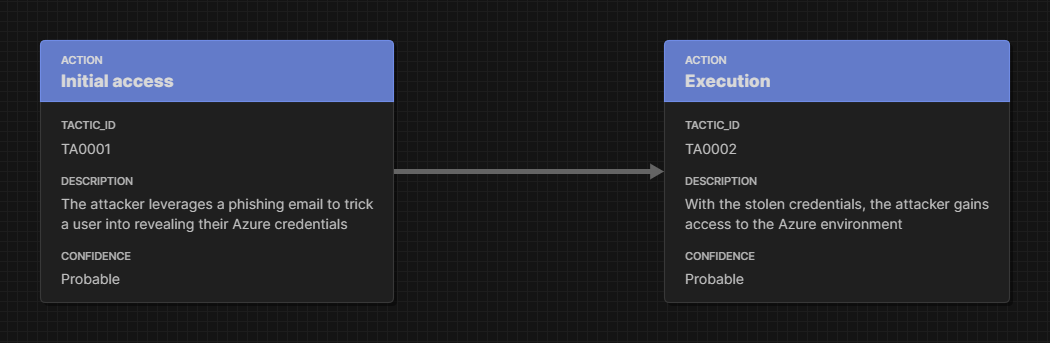 ACTION
Initial access
TACTIC_ID
TA0001
DESCRIPTION
The attacker leverages a phishing email to trick
a user into revealing their Azure credentials
CONFIDENCE
Probable
ACTION
Execution
TACTIC_ID
TA0002
DESCRIPTION
With the stolen credentials, the attacker gains
access to the Azure environment
CONFIDENCE
Probable